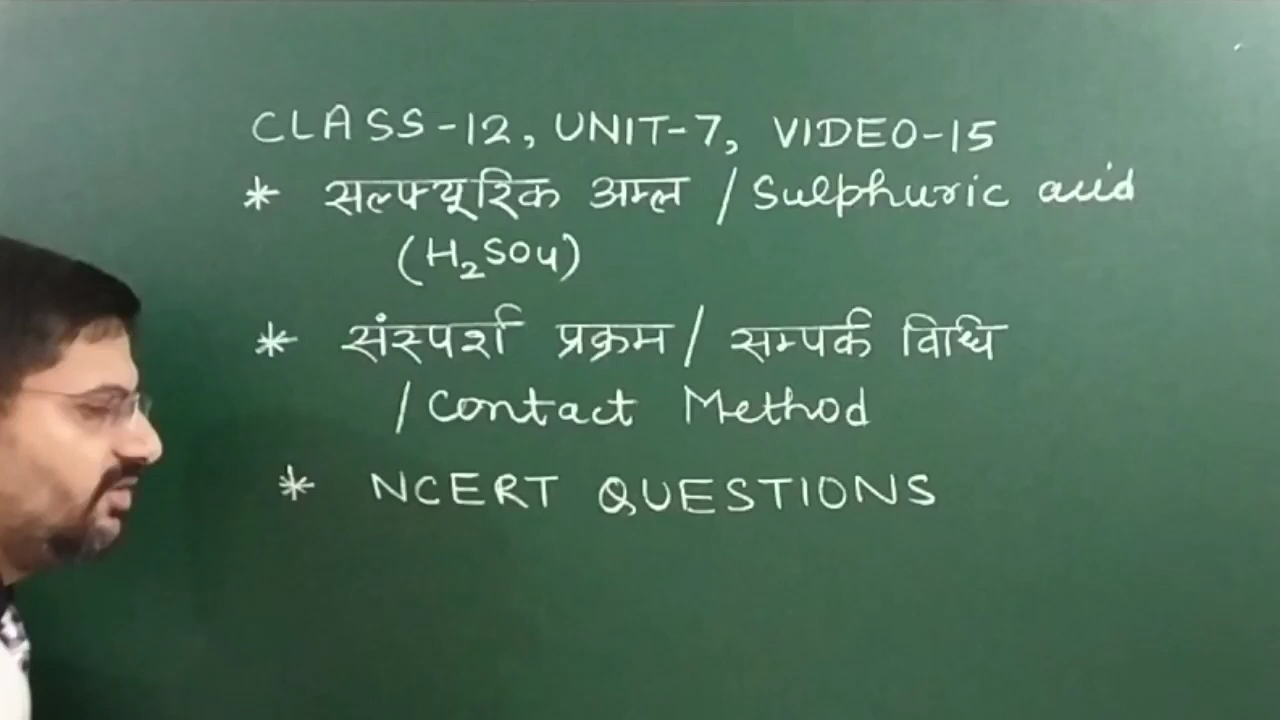 CLASS-12, UNIT-7, VIDEO-15
* सल्फ्यूरिक अम्ल / Sulphuric acid
(H₂SO4)
* संस्पर्श प्रक्रम / सम्पर्क विधि
/ Contact Method
* NCERT QUESTIONS